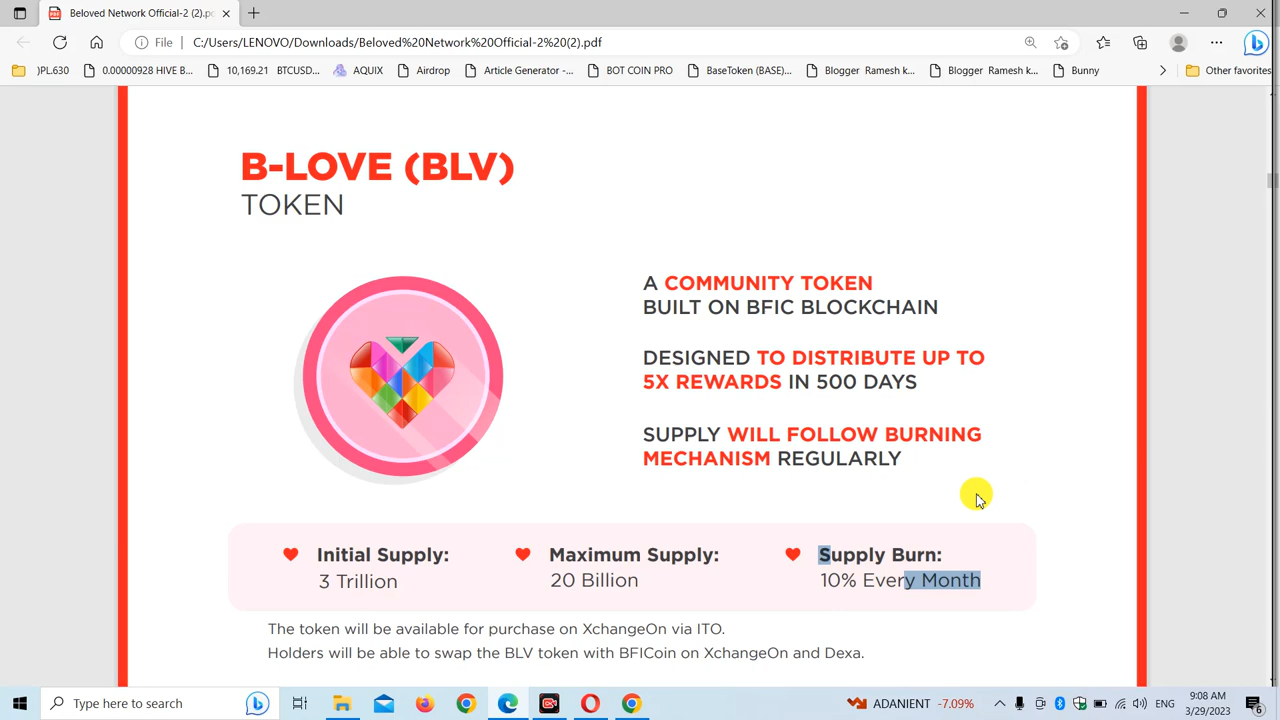 Beloved Network Official-2 (2).pc
File
C:/Users/LENOVO/Downloads/Beloved%20Network%20Official-2%20(2).pdf
)PL.630
0.00000928 HIVE B...
10,169.21 BTCUSD...
AQUIX
Airdrop
Article Generator -...
BOT COIN PRO
BaseToken (BASE)...
Blogger Ramesh k...
Blogger Ramesh k...
Bunny
Other favorites
B-LOVE (BLV)
TOKEN
A COMMUNITY TOKEN
BUILT ON BFIC BLOCKCHAIN
DESIGNED TO DISTRIBUTE UP TO
5X REWARDS IN 500 DAYS
SUPPLY WILL FOLLOW BURNING
MECHANISM REGULARLY
Initial Supply:
3 Trillion
Maximum Supply:
20 Billion
Supply Burn:
10% Every Month
The token will be available for purchase on XchangeOn via ITO.
Holders will be able to swap the BLV token with BFICoin on XchangeOn and Dexa.
Type here to search
ADANIENT -7.09%
ENG
9:08 AM
3/29/2023
6